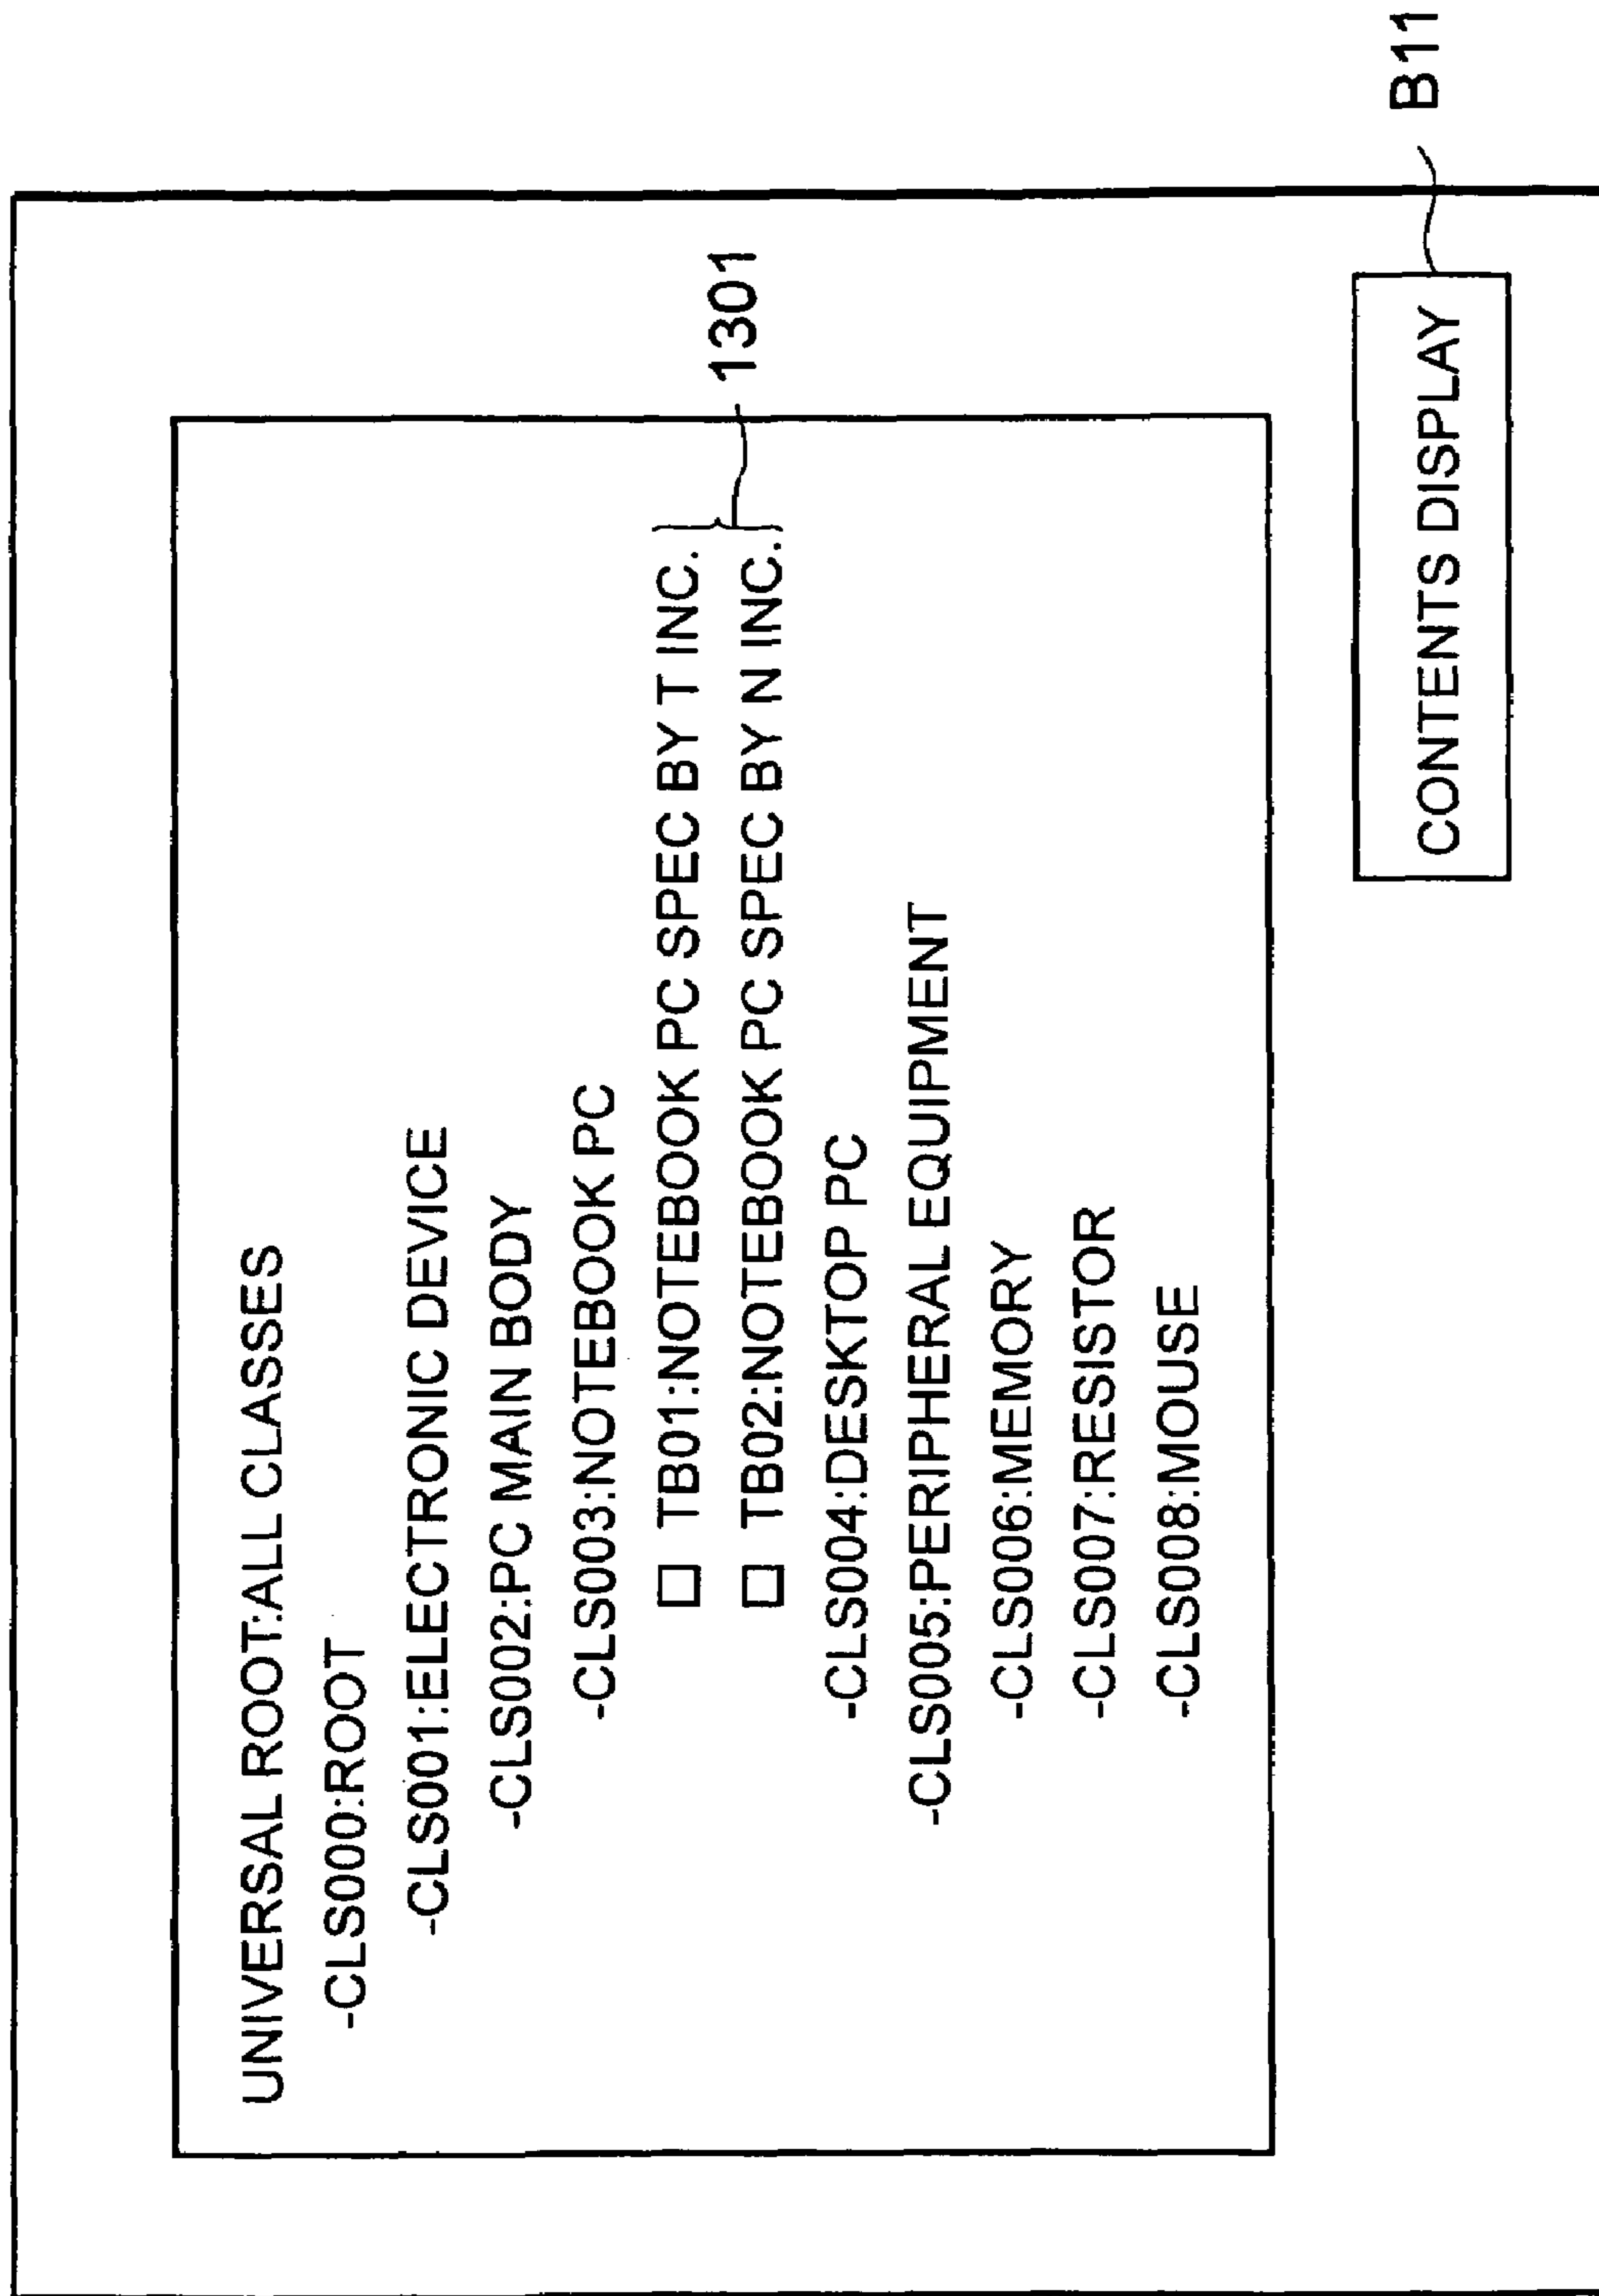 UNIVERSAL ROOT:ALL CLASSES
-CLS000:ROOT
-CLS001:ELECTRONIC DEVICE
-CLS002:PC MAIN BODY
-CLS003:NOTEBOOK PC
□ TB01:NOTEBOOK PC SPEC BY T INC.
□ TB02:NOTEBOOK PC SPEC BY N INC.
1301
-CLS004:DESKTOP PC
-CLS005:PERIPHERAL EQUIPMENT
-CLS006:MEMORY
-CLS007:RESISTOR
-CLS008:MOUSE
CONTENTS DISPLAY
B11